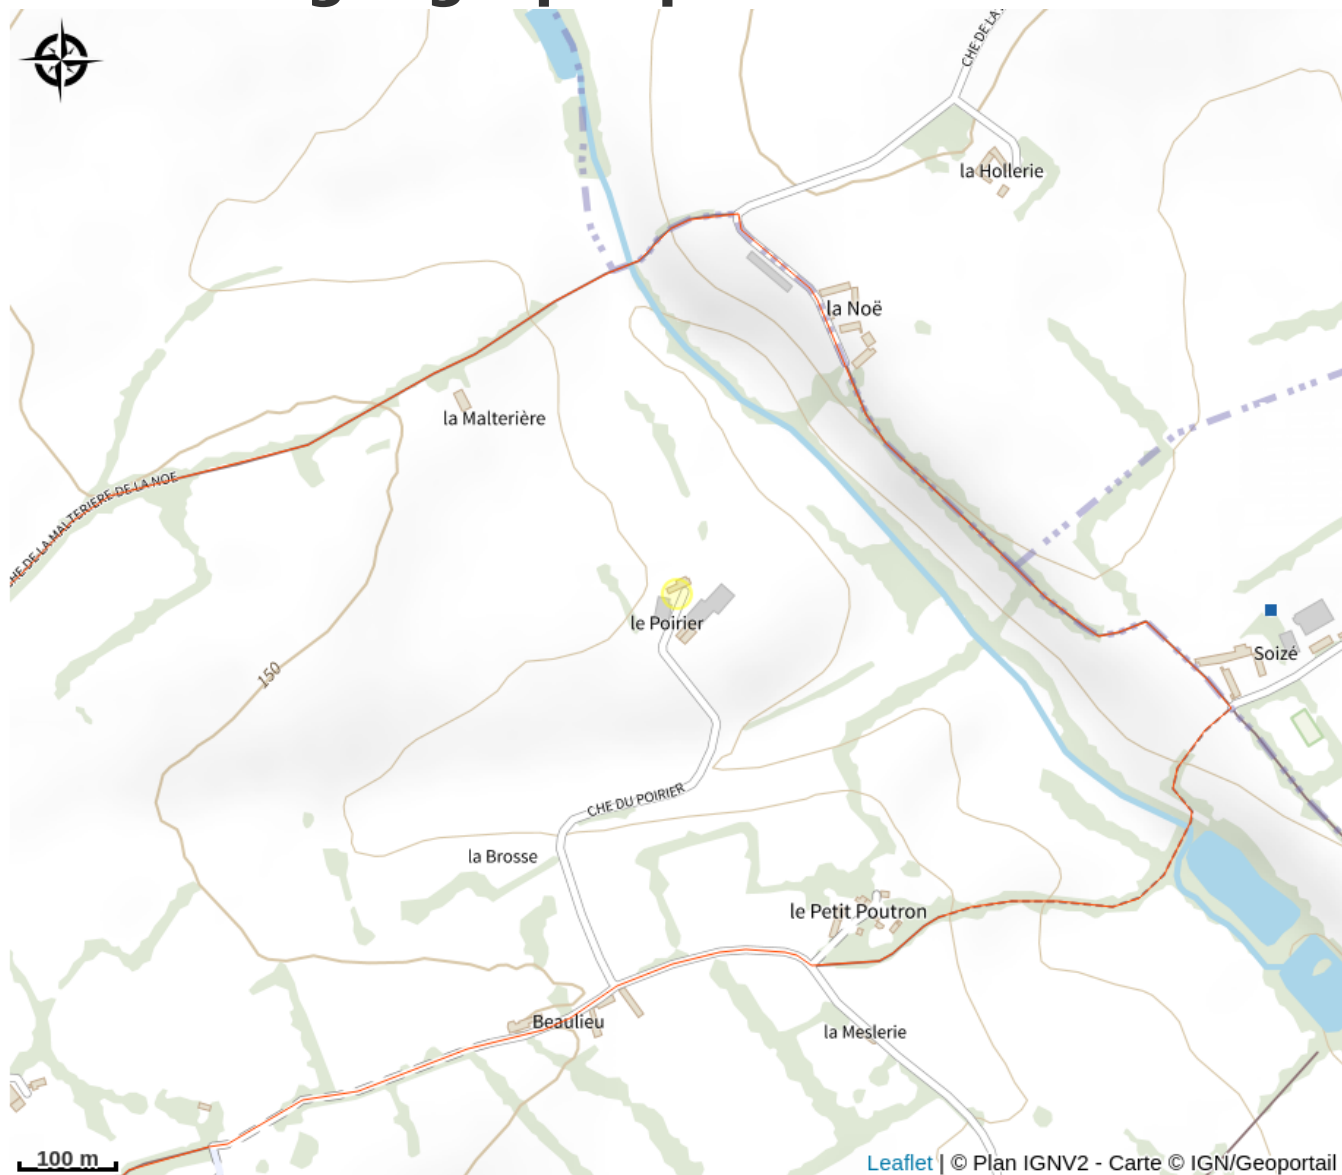 CHE DE LA
la Hollerie
la Noë
la Malterière
CHE DE LA MALTERIERE DE LA NOE
le Poirier
Soizé
150
CHE DU POIRIER
la Brosse
le Petit Poutron
Beaulieu
la Meslerie
100 m
Leaflet | © Plan IGNV2 - Carte © IGN/Geoportail